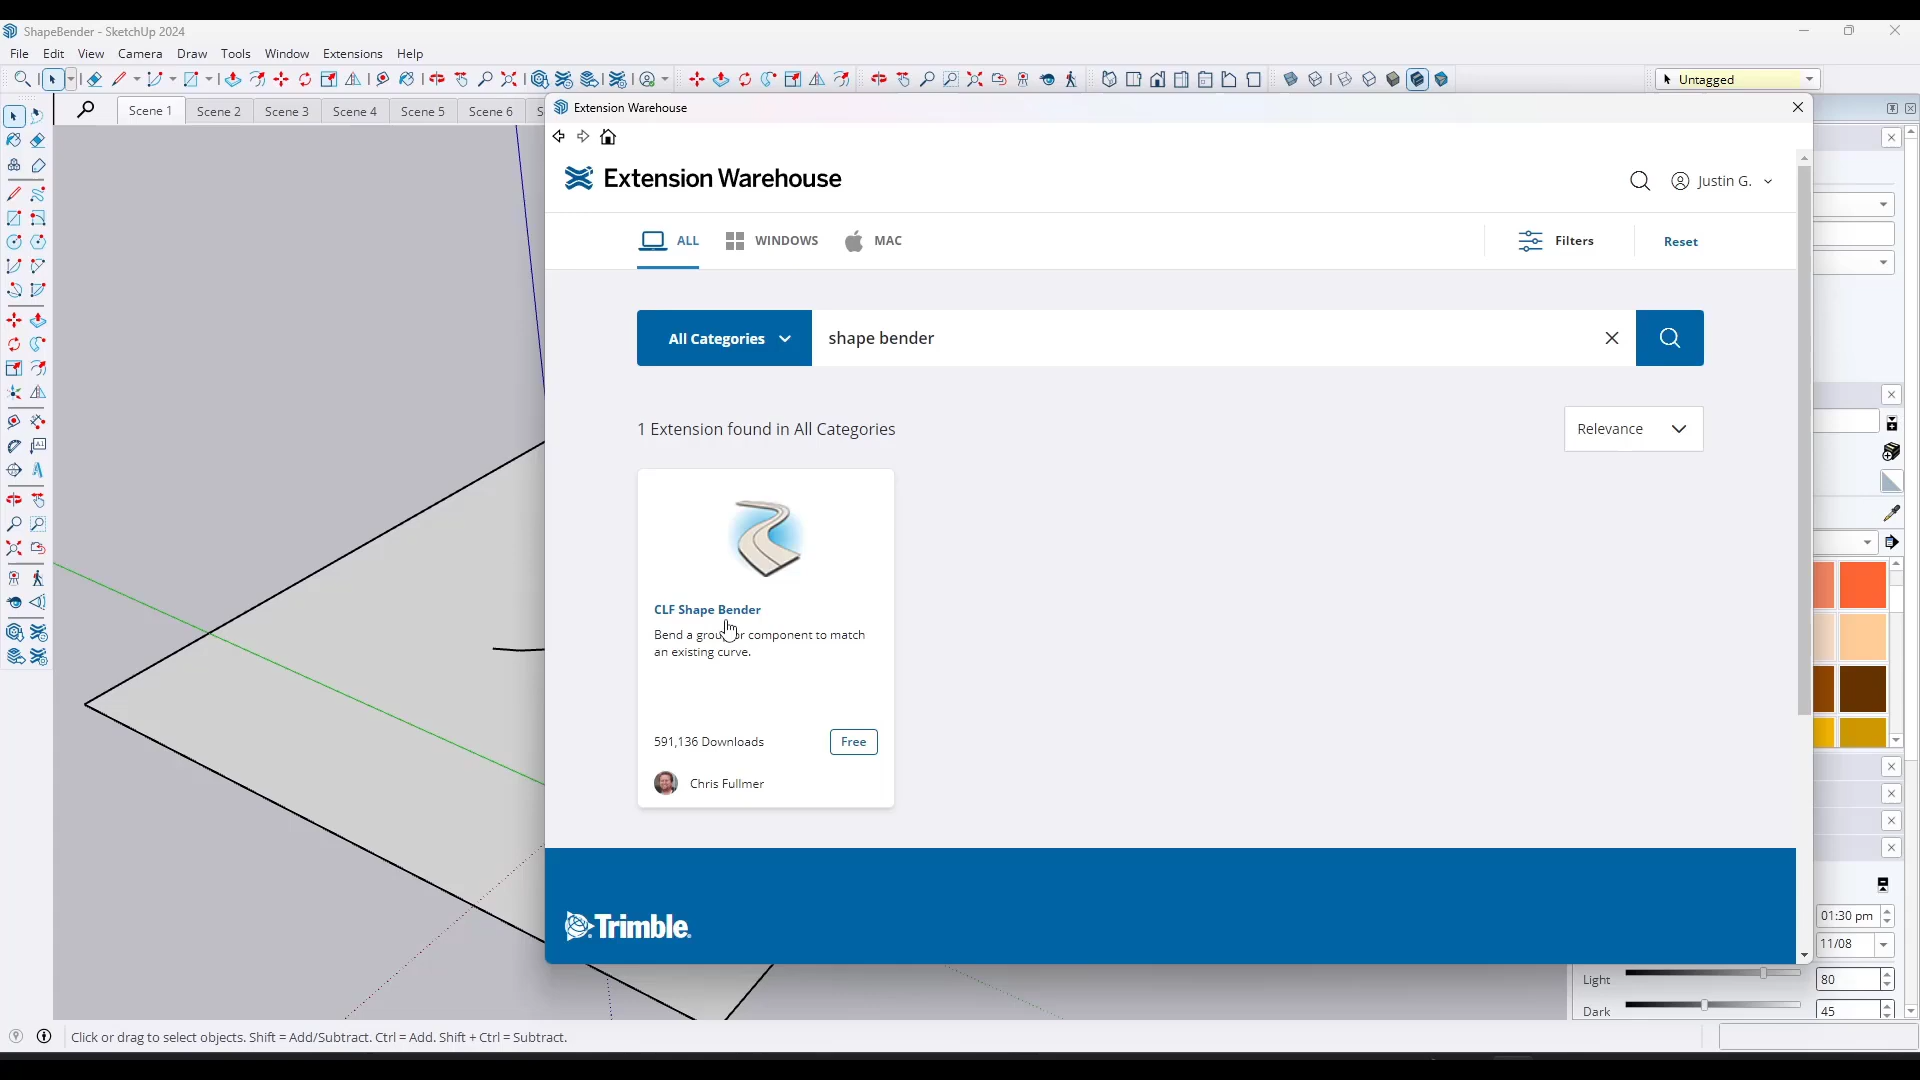 ShapeBender - SketchUp 2024
File Edit View Camera Draw Tools Window Extensions Help
Untagged
Scene 1 Scene 2 Scene 3 Scene 4 Scene 5 Scene 6 S
Extension Warehouse
Extension Warehouse
Justin G.
ALL WINDOWS MAC Filters Reset
All Categories shape bender
1 Extension found in All Categories
Relevance
CLF Shape Bender
Bend a group or component to match
an existing curve.
591,136 Downloads Free
Chris Fullmer
01:30 pm
11/08
Trimble
Light 80
Dark 45
Click or drag to select objects. Shift = Add/Subtract. Ctrl = Add. Shift + Ctrl = Subtract.